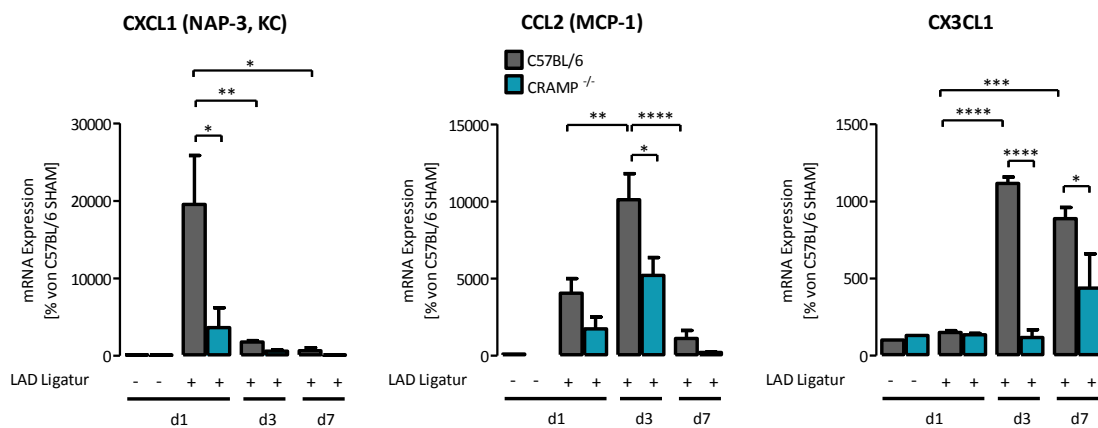 CXCL1 (NAP-3, KC)
CCL2 (MCP-1)
CX3CL1
C57BL/6
CRAMP -/-
*
**
*
mRNA Expression
[% von C57BL/6 SHAM]
30000
20000
10000
0
** ****
*
mRNA Expression
[% von C57BL/6 SHAM]
15000
10000
5000
0
***
****
****
*
mRNA Expression
[% von C57BL/6 SHAM]
1500
1000
500
0
LAD Ligatur - - + + + + + +
d1 d3 d7
LAD Ligatur - - + + + + + +
d1 d3 d7
LAD Ligatur - - + + + + + +
d1 d3 d7